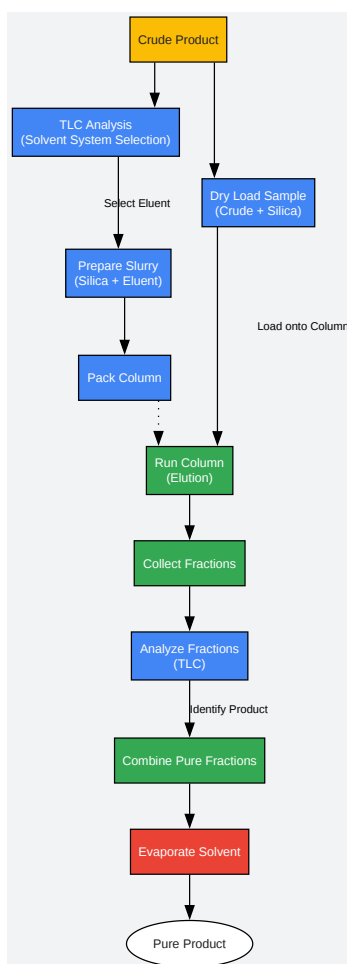 Crude Product
TLC Analysis
(Solvent System Selection)
Select Eluent
Dry Load Sample
(Crude + Silica)
Prepare Slurry
(Silica + Eluent)
Load onto Column
Pack Column
Run Column
(Elution)
Collect Fractions
Analyze Fractions
(TLC)
Identify Product
Combine Pure Fractions
Evaporate Solvent
Pure Product